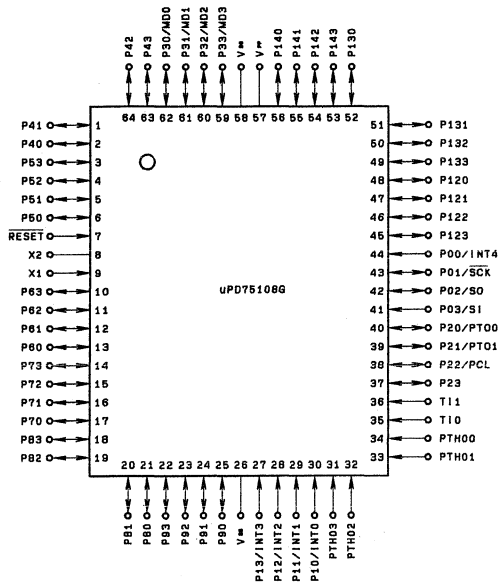 P42 P43 P30/MD0 P31/MD1 P32/MD2 P33/MD3 P140 P141 P142 P143 P130
64 63 62 61 60 59 58 57 56 55 54 53 52
P41 1
P40 2
P53 3
P52 4
P51 5
P50 6
RESET 7
X2 8
X1 9
P63 10
P62 11
P61 12
P60 13
P73 14
P72 15
P71 16
P70 17
P83 18
P82 19
uPD75108G
51 P131
50 P132
49 P133
48 P120
47 P121
46 P122
45 P123
44 P00/INT4
43 P01/SCK
42 P02/SO
41 P03/SI
40 P20/PTO0
39 P21/PTO1
38 P22/PCL
37 P23
36 TI1
35 TI0
34 PTH00
33 PTH01
20 21 22 23 24 25 26 27 28 29 30 31 32
P81 P80 P93 P92 P91 P90 P13/INT3 P12/INT2 P11/INT1 P10/INT0 PTH03 PTH02